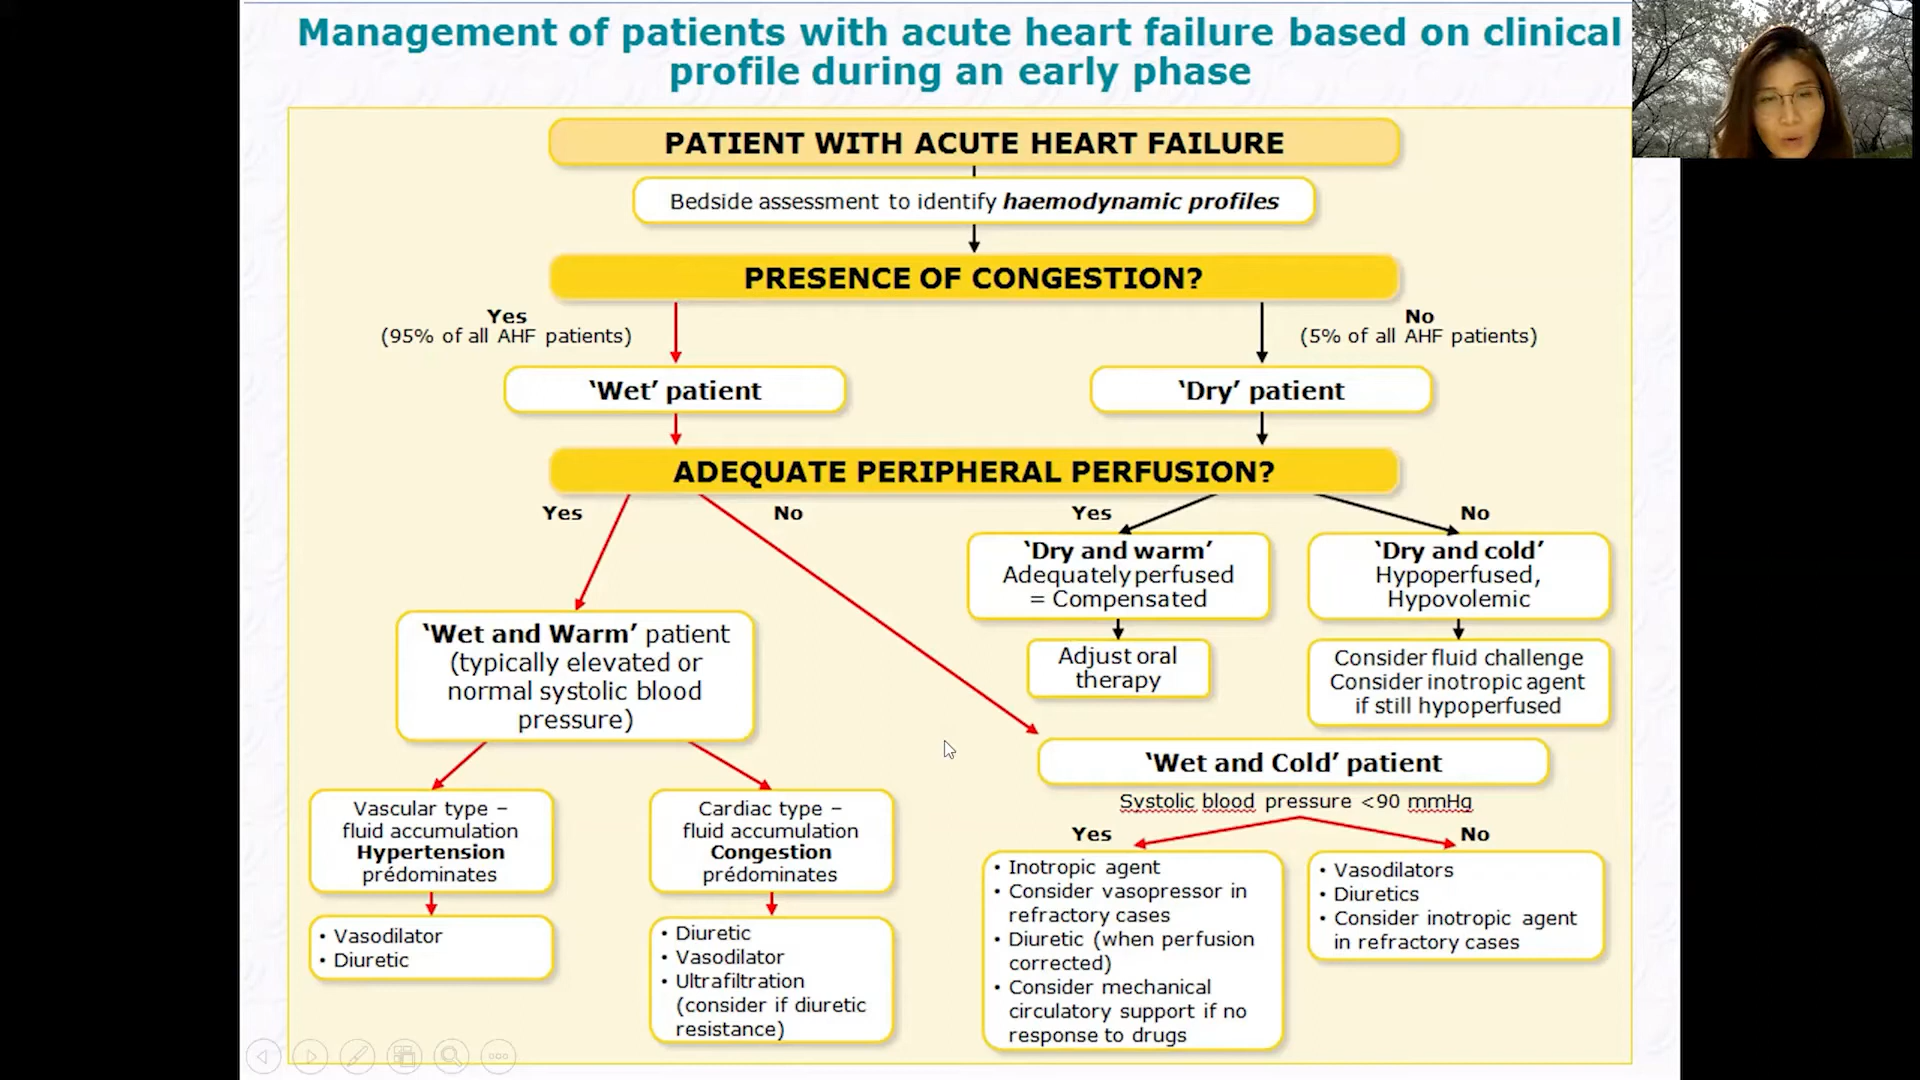 Management of patients with acute heart failure based on clinical
profile during an early phase
PATIENT WITH ACUTE HEART FAILURE
Bedside assessment to identify haemodynamic profiles
PRESENCE OF CONGESTION?
Yes
(95% of all AHF patients)
No
(5% of all AHF patients)
‘Wet’ patient
‘Dry’ patient
ADEQUATE PERIPHERAL PERFUSION?
Yes
No
Yes
No
‘Dry and warm’
Adequately perfused
= Compensated
‘Dry and cold’
Hypoperfused,
Hypovolemic
Adjust oral
therapy
Consider fluid challenge
Consider inotropic agent
if still hypoperfused
‘Wet and Warm’ patient
(typically elevated or
normal systolic blood
pressure)
‘Wet and Cold’ patient
Systolic blood pressure <90 mmHg
Yes
No
Vascular type –
fluid accumulation
Hypertension
prédominates
Cardiac type –
fluid accumulation
Congestion
prédominates
• Vasodilator
• Diuretic
• Diuretic
• Vasodilator
• Ultrafiltration
(consider if diuretic
resistance)
• Inotropic agent
• Consider vasopressor in
refractory cases
• Diuretic (when perfusion
corrected)
• Consider mechanical
circulatory support if no
response to drugs
• Vasodilators
• Diuretics
• Consider inotropic agent
in refractory cases